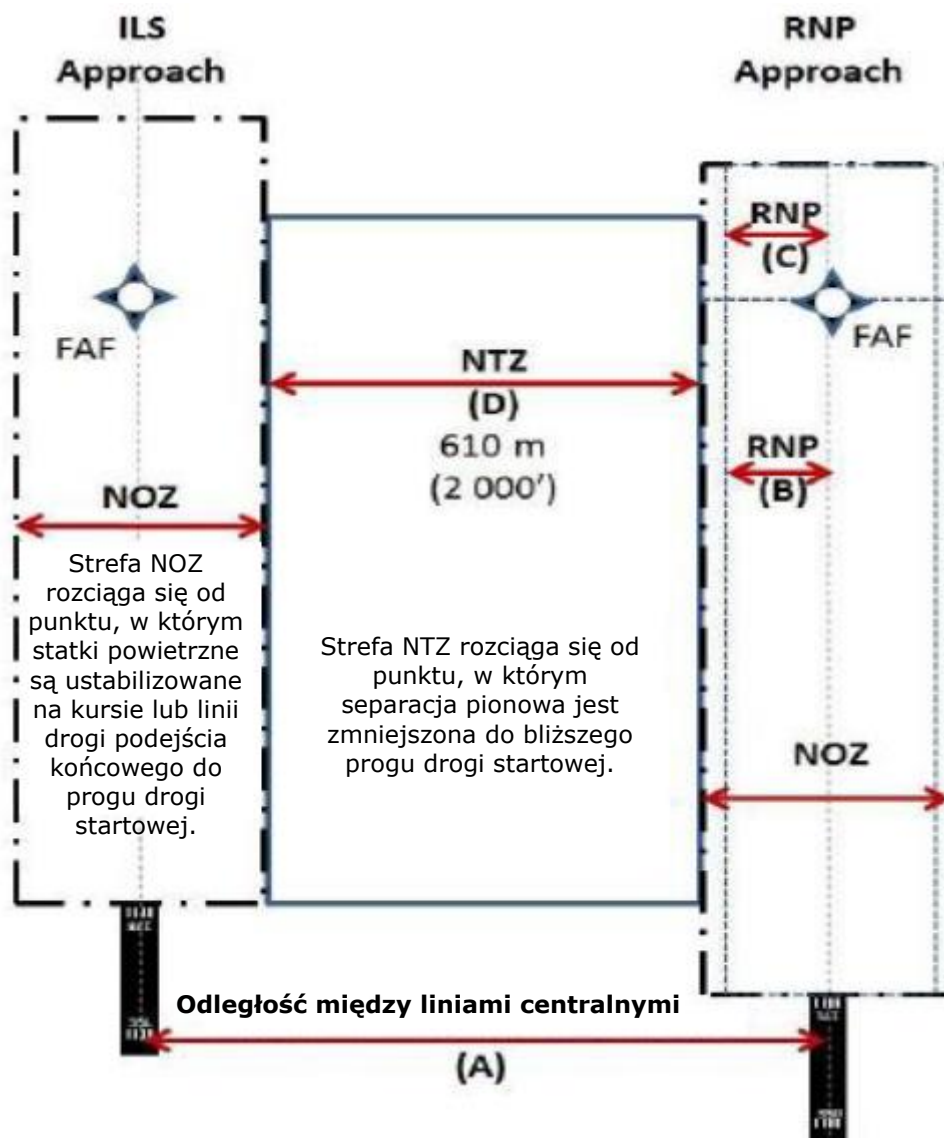 ILS
Approach
RNP
Approach
RNP
(C)
FAF
FAF
NTZ
(D)
610 m
(2 000')
RNP
(B)
NOZ
Strefa NOZ
rozciąga się od
punktu, w którym
statki powietrzne
są ustabilizowane
na kursie lub linii
drogi podejścia
końcowego do
progu drogi
startowej.
Strefa NTZ rozciąga się od
punktu, w którym
separacja pionowa jest
zmniejszona do bliższego
progu drogi startowej.
NOZ
Odległość między liniami centralnymi
(A)